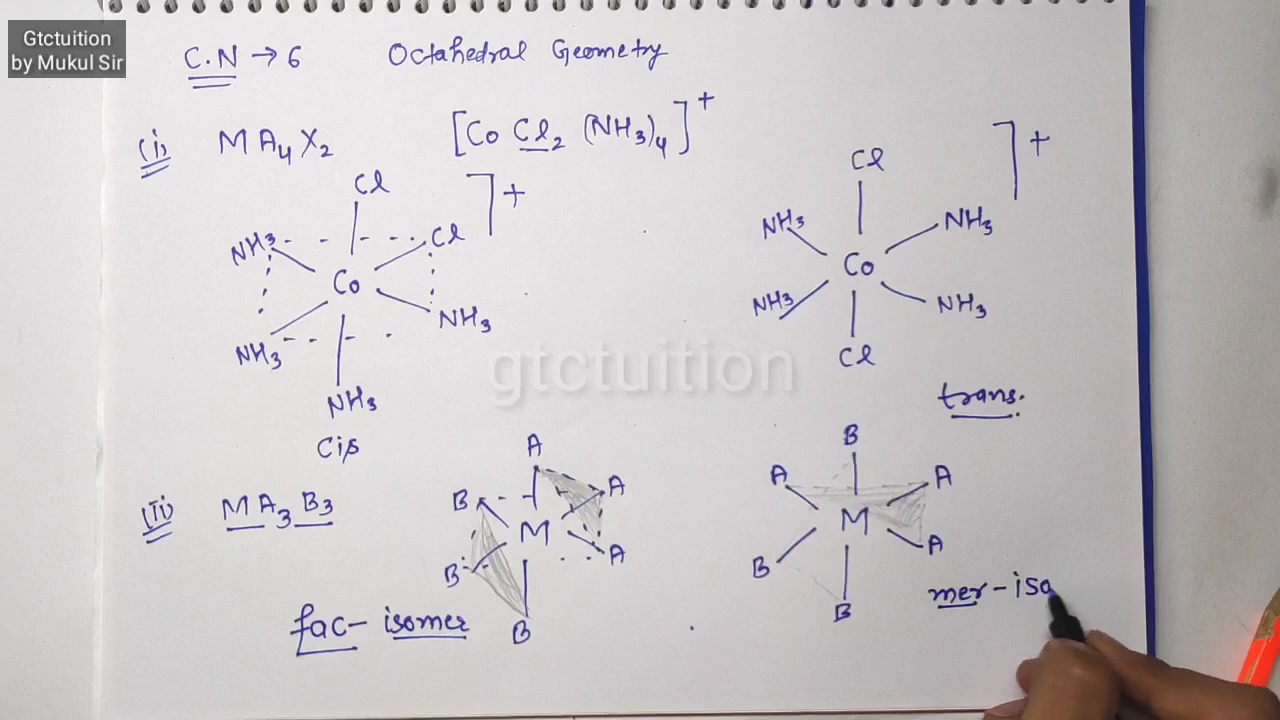 Gtctuition
by Mukul Sir
C.N → 6 Octahedral Geometry
(i) MA₄X₂ [Co Cl₂ (NH₃)₄]⁺
Cl
NH₃ Cl ]⁺
Co
NH₃ NH₃
NH₃
Cis
Cl ]⁺
NH₃ NH₃
Co
NH₃ NH₃
Cl
trans.
gtctuition
(ii) MA₃B₃
A
B A
M
B A
B
fac- isomer
B
A A
M
B A
B
mer-iso